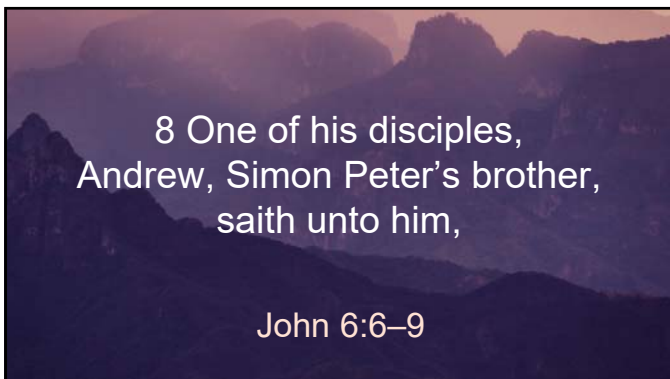 8 One of his disciples,
Andrew, Simon Peter’s brother,
saith unto him,
John 6:6–9